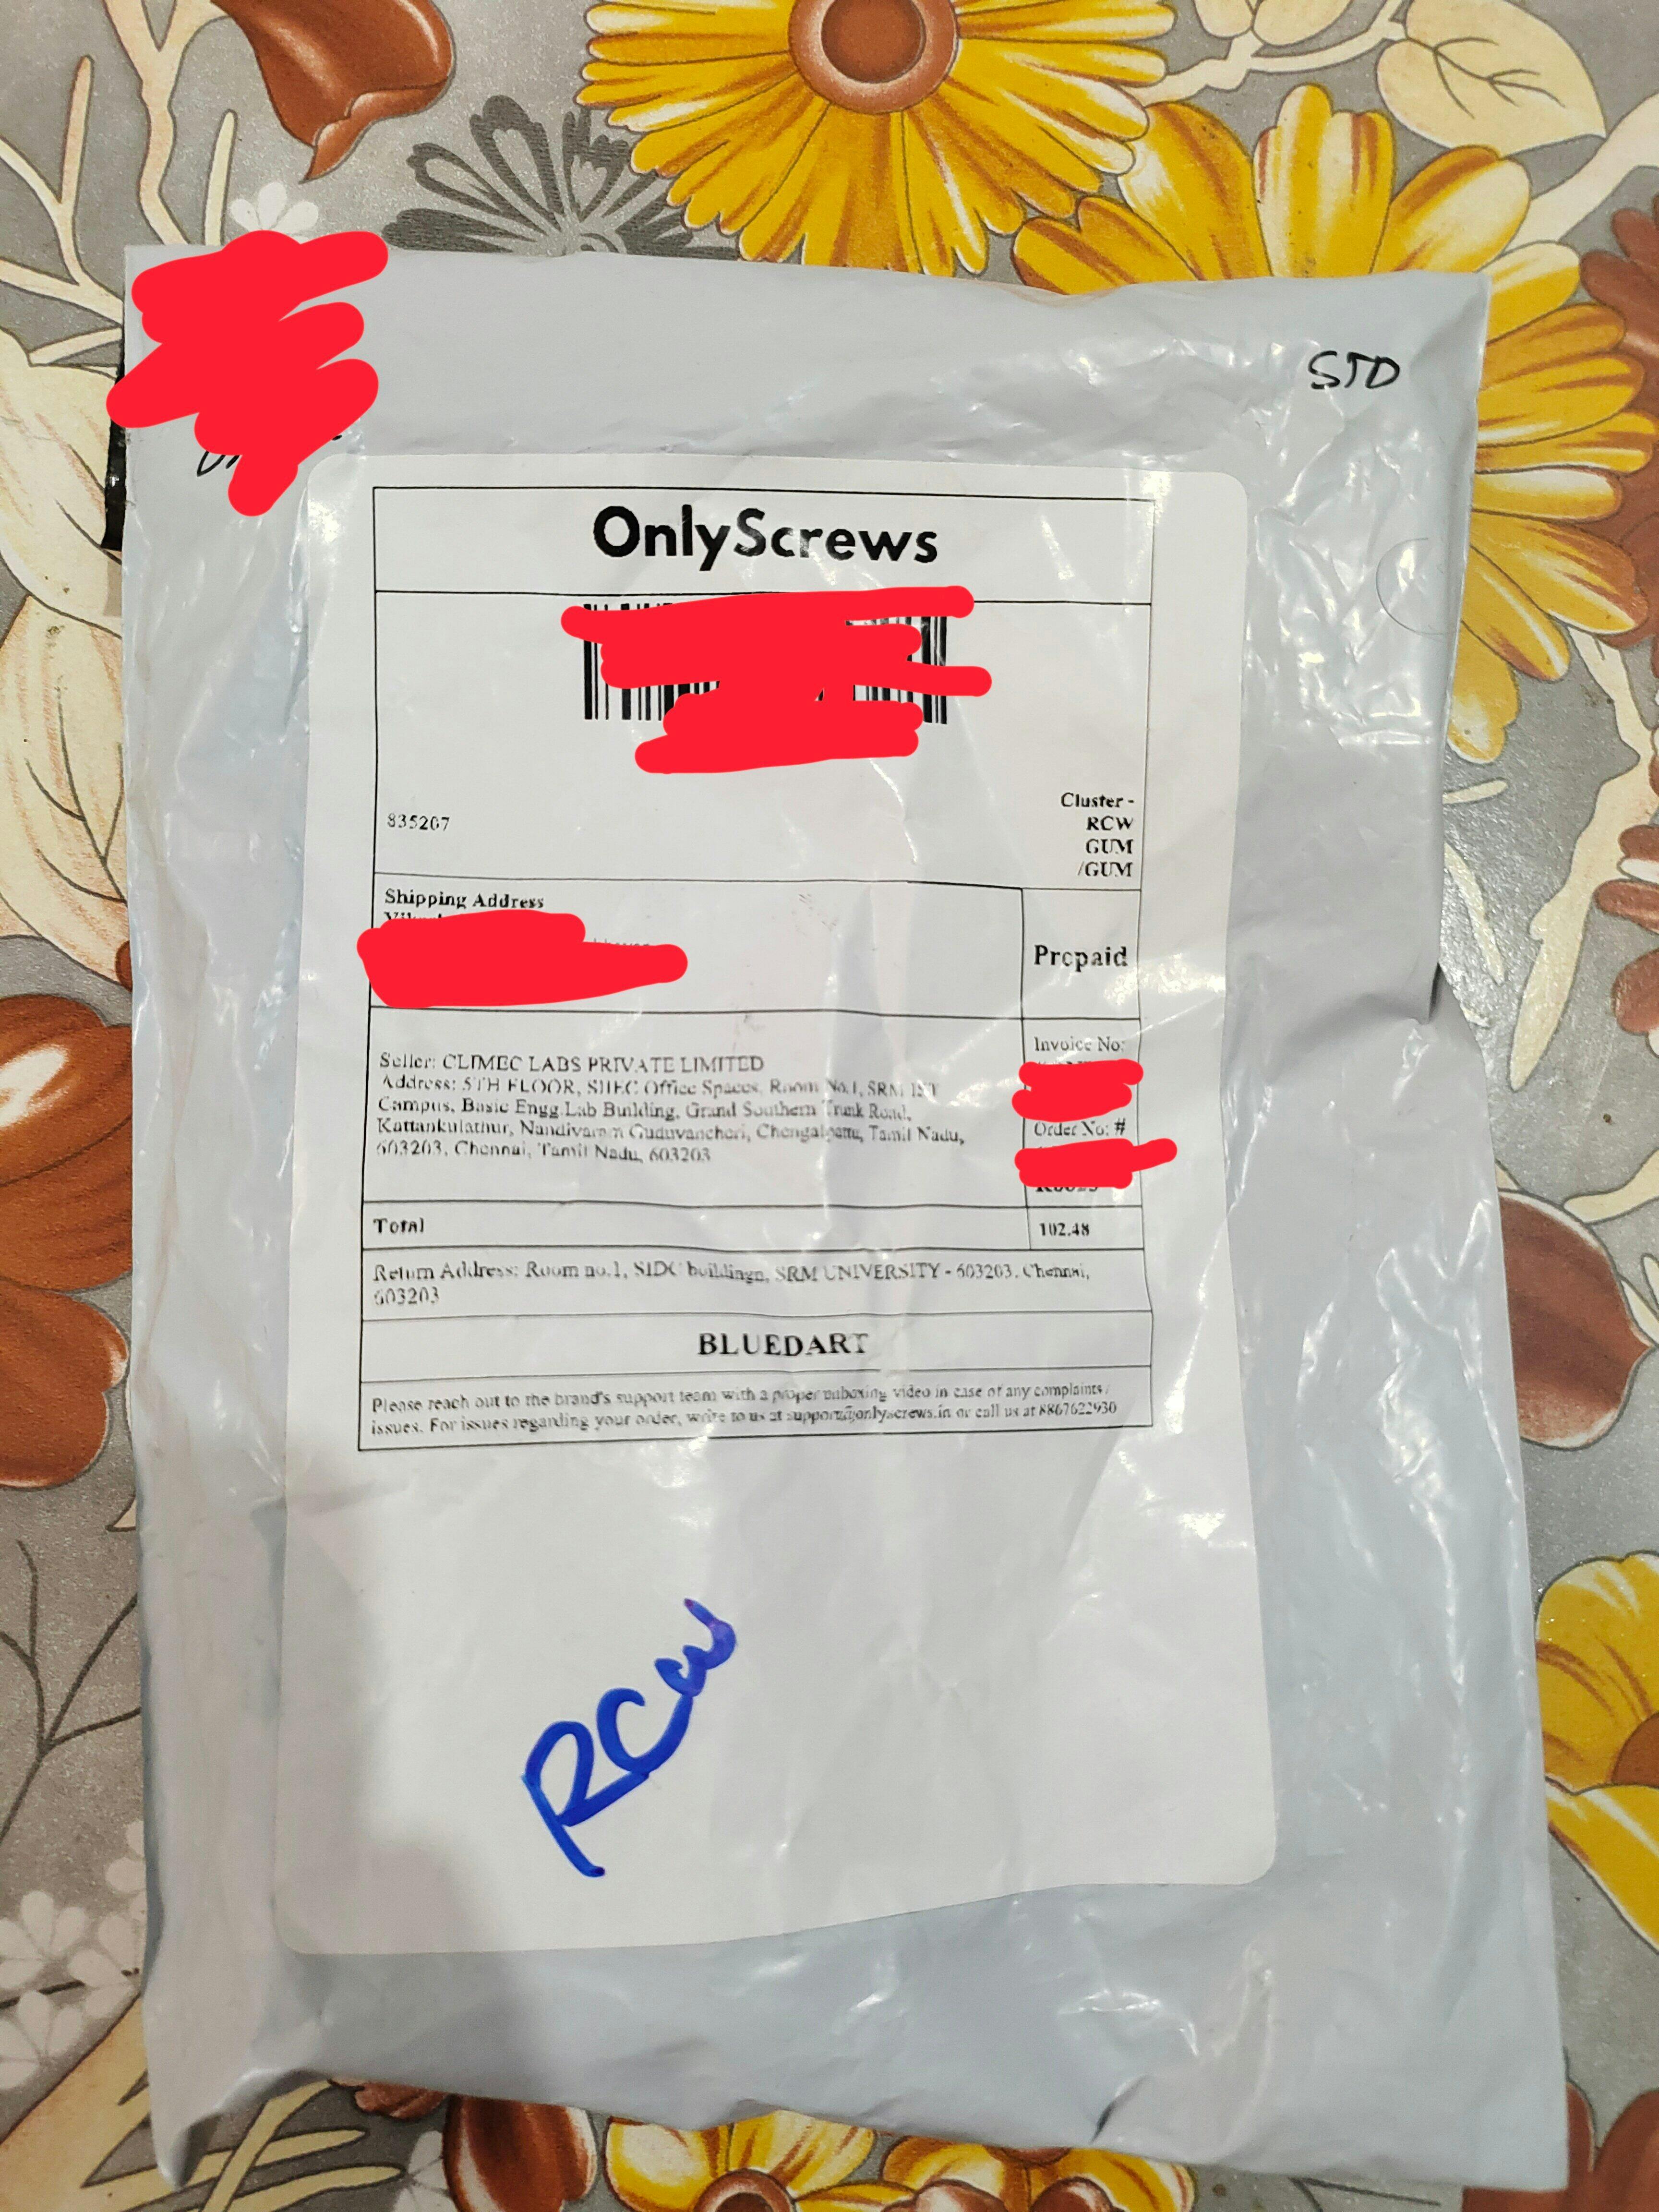 STD
OnlyScrews
835207
Cluster -
RCW
GUM
/GUM
Shipping Address
Prepaid
Seller: CLIMEC LABS PRIVATE LIMITED
Address: 5TH FLOOR, SIIEC Office Spaces, Room No.1, SRM IST
Campus, Basic Engg.Lab Building, Grand Southern Trunk Road,
Kattankulathur, Nandivaram Guduvancheri, Chengalpattu, Tamil Nadu,
603203, Chennai, Tamil Nadu, 603203
Invoice No:
Order No: #
Total
102.48
Return Address: Room no.1, SIDC buildingn, SRM UNIVERSITY - 603203, Chennai,
603203
BLUEDART
Please reach out to the brand's support team with a proper unboxing video in case of any complaints/
issues. For issues regarding your order, write to us at support@onlyscrews.in or call us at 8867622930
RCW